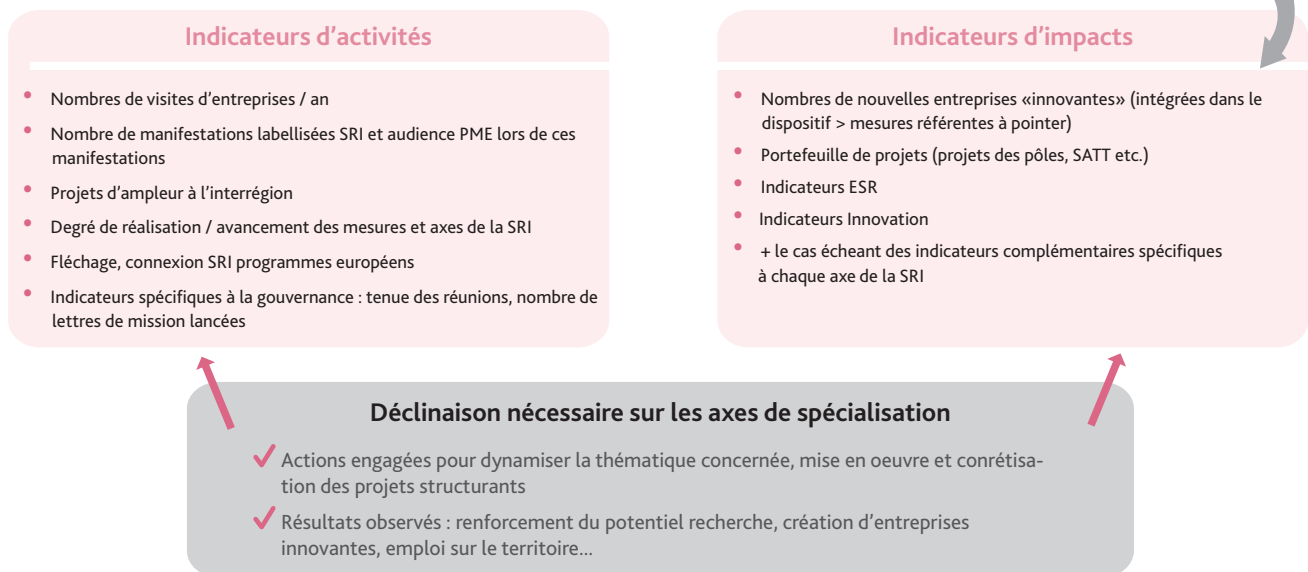 Indicateurs d’activités
Nombres de visites d’entreprises / an
Nombre de manifestations labellisées SRI et audience PME lors de ces
manifestations
Projets d’ampleur à l’interrégion
Degré de réalisation / avancement des mesures et axes de la SRI
Fléchage, connexion SRI programmes européens
Indicateurs spécifiques à la gouvernance : tenue des réunions, nombre de
lettres de mission lancées
Indicateurs d’impacts
Nombres de nouvelles entreprises «innovantes» (intégrées dans le
dispositif > mesures référentes à pointer)
Portefeuille de projets (projets des pôles, SATT etc.)
Indicateurs ESR
Indicateurs Innovation
+ le cas écheant des indicateurs complémentaires spécifiques
à chaque axe de la SRI
Déclinaison nécessaire sur les axes de spécialisation
Actions engagées pour dynamiser la thématique concernée, mise en oeuvre et conrétisa-
tion des projets structurants
Résultats observés : renforcement du potentiel recherche, création d’entreprises
innovantes, emploi sur le territoire...